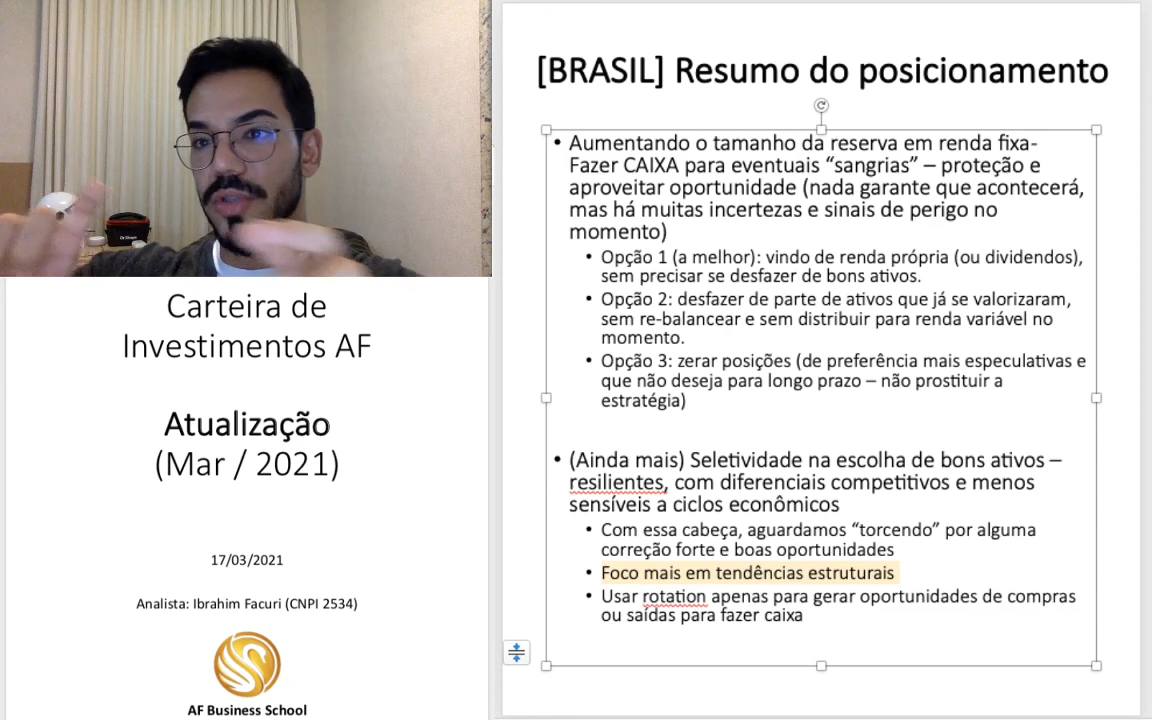 Carteira de
Investimentos AF
Atualização
(Mar / 2021)
17/03/2021
Analista: Ibrahim Facuri (CNPI 2534)
AF Business School
[BRASIL] Resumo do posicionamento
• Aumentando o tamanho da reserva em renda fixa-
Fazer CAIXA para eventuais “sangrias” – proteção e
aproveitar oportunidade (nada garante que acontecerá,
mas há muitas incertezas e sinais de perigo no
momento)
• Opção 1 (a melhor): vindo de renda própria (ou dividendos),
sem precisar se desfazer de bons ativos.
• Opção 2: desfazer de parte de ativos que já se valorizaram,
sem re-balancear e sem distribuir para renda variável no
momento.
• Opção 3: zerar posições (de preferência mais especulativas e
que não deseja para longo prazo – não prostituir a
estratégia)
• (Ainda mais) Seletividade na escolha de bons ativos –
resilientes, com diferenciais competitivos e menos
sensíveis a ciclos econômicos
• Com essa cabeça, aguardamos “torcendo” por alguma
correção forte e boas oportunidades
• Foco mais em tendências estruturais
• Usar rotation apenas para gerar oportunidades de compras
ou saídas para fazer caixa